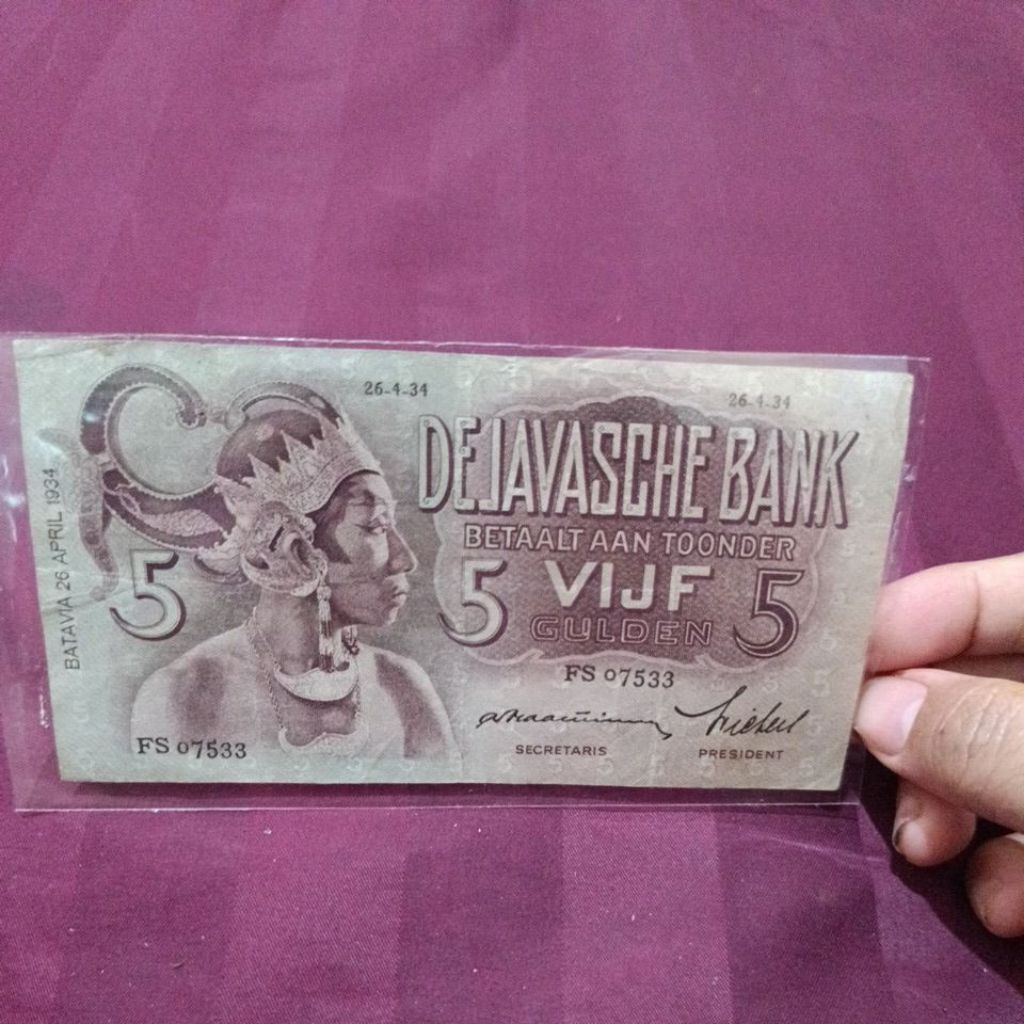 26-4-34
26-4-34
DE JAVASCHE BANK
BETAALT AAN TOONDER
VIJF
GULDEN
5
5
5
BATAVIA 26 APRIL 1934
FS 07533
FS 07533
SECRETARIS
PRESIDENT